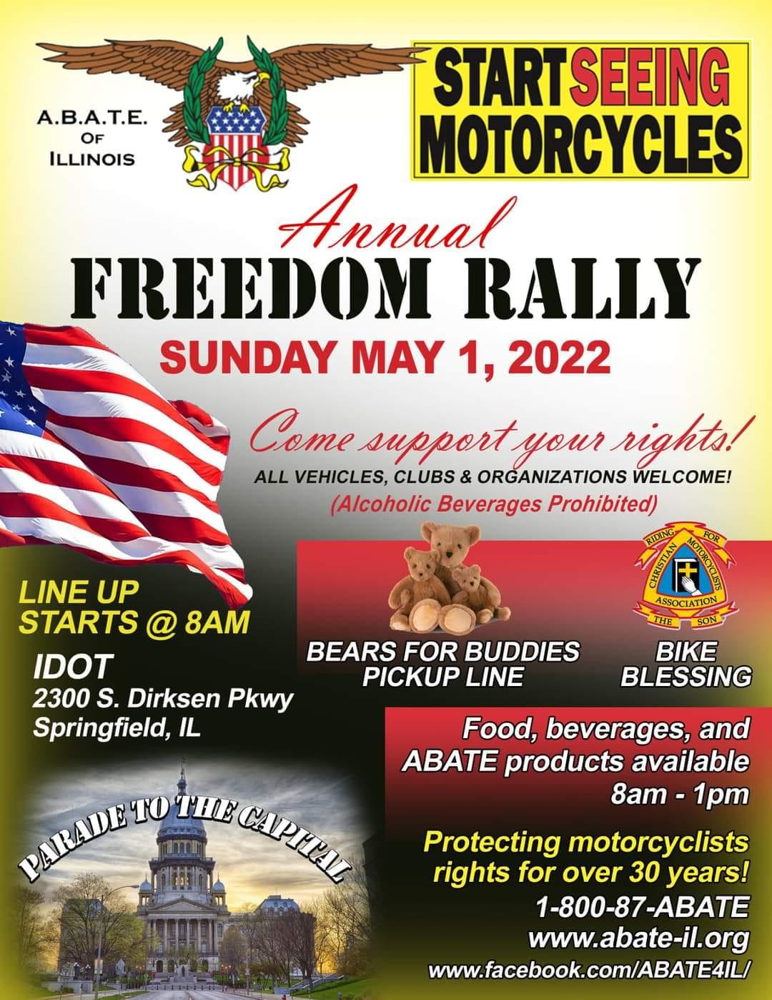 A.B.A.T.E.
OF
ILLINOIS
START SEEING
MOTORCYCLES
Annual
FREEDOM RALLY
SUNDAY MAY 1, 2022
Come support your rights!
ALL VEHICLES, CLUBS & ORGANIZATIONS WELCOME!
(Alcoholic Beverages Prohibited)
LINE UP
STARTS @ 8AM
IDOT
2300 S. Dirksen Pkwy
Springfield, IL
BEARS FOR BUDDIES
PICKUP LINE
RIDING FOR
CHRISTIAN MOTORCYCLISTS
ASSOCIATION
THE SON
BIKE
BLESSING
Food, beverages, and
ABATE products available
8am - 1pm
PARADE TO THE CAPITAL
Protecting motorcyclists
rights for over 30 years!
1-800-87-ABATE
www.abate-il.org
www.facebook.com/ABATE4IL/